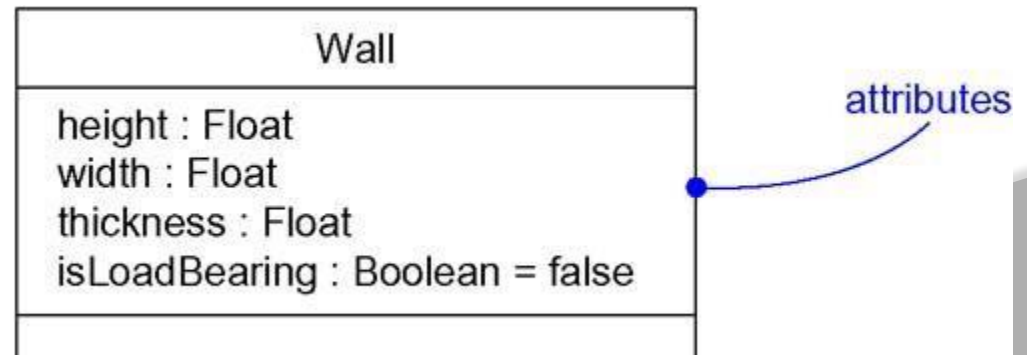 Wall
height : Float
width : Float
thickness : Float
isLoadBearing : Boolean = false
attributes